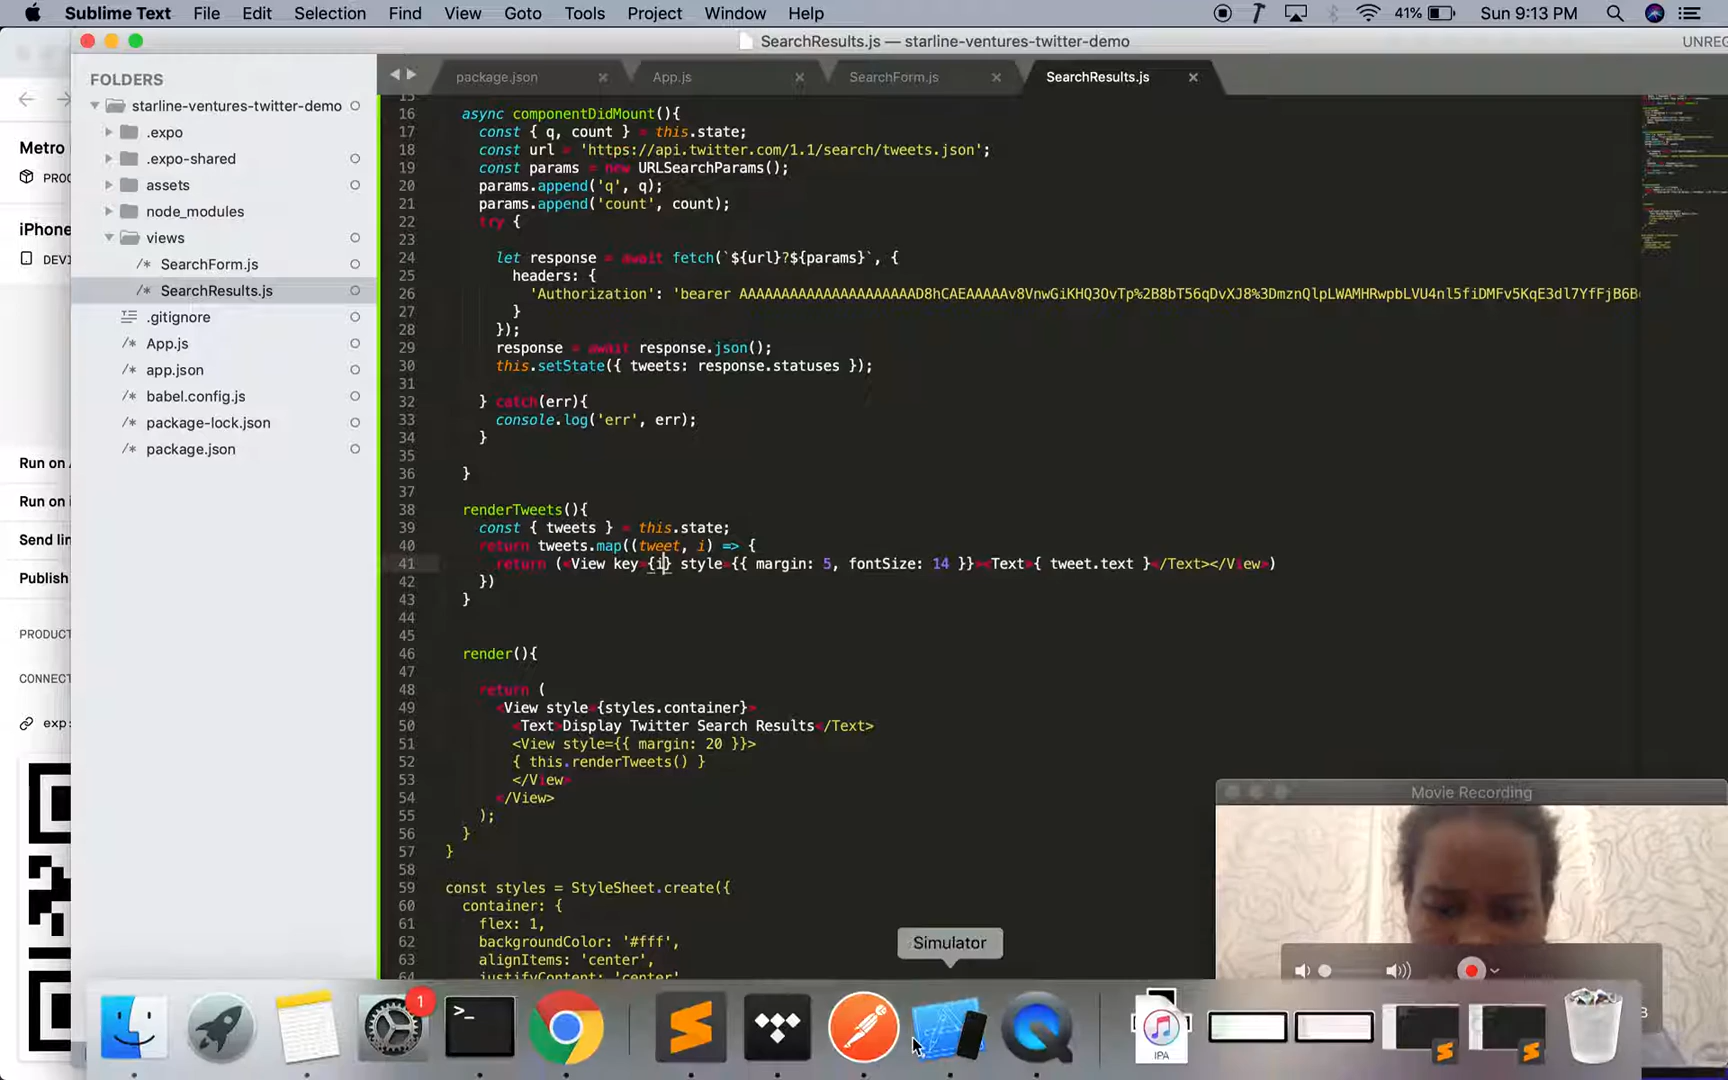 Sublime Text File Edit Selection Find View Goto Tools Project Window Help 41% Sun 9:13 PM
SearchResults.js — starline-ventures-twitter-demo UNREG
FOLDERS
starline-ventures-twitter-demo
.expo
.expo-shared
assets
node_modules
views
/* SearchForm.js
/* SearchResults.js
.gitignore
/* App.js
/* app.json
/* babel.config.js
/* package-lock.json
/* package.json
Metro
PROC
iPhone
DEVI
Run on A
Run on i
Send lin
Publish
PRODUCT
CONNECT
exp:
package.json App.js SearchForm.js SearchResults.js
15
16 async componentDidMount(){
17 const { q, count } = this.state;
18 const url = 'https://api.twitter.com/1.1/search/tweets.json';
19 const params = new URLSearchParams();
20 params.append('q', q);
21 params.append('count', count);
22 try {
23
24 let response = await fetch(`${url}?${params}`, {
25 headers: {
26 'Authorization': 'bearer
27 }
28 });
29 response = await response.json();
30 this.setState({ tweets: response.statuses });
31
32 } catch(err){
33 console.log('err', err);
34 }
35
36 }
37
38 renderTweets(){
39 const { tweets } = this.state;
40 return tweets.map((tweet, i) => {
41 return (<View key={i} style={{ margin: 5, fontSize: 14 }}><Text>{ tweet.text }</Text></View>)
42 })
43 }
44
45
46 render(){
47
48 return (
49 <View style={styles.container}>
50 <Text>Display Twitter Search Results</Text>
51 <View style={{ margin: 20 }}>
52 { this.renderTweets() }
53 </View>
54 </View>
55 );
56 }
57 }
58
59 const styles = StyleSheet.create({
60 container: {
61 flex: 1,
62 backgroundColor: '#fff',
63 alignItems: 'center',
64 justifyContent: 'center'
Movie Recording
Simulator
1
>_
IPA